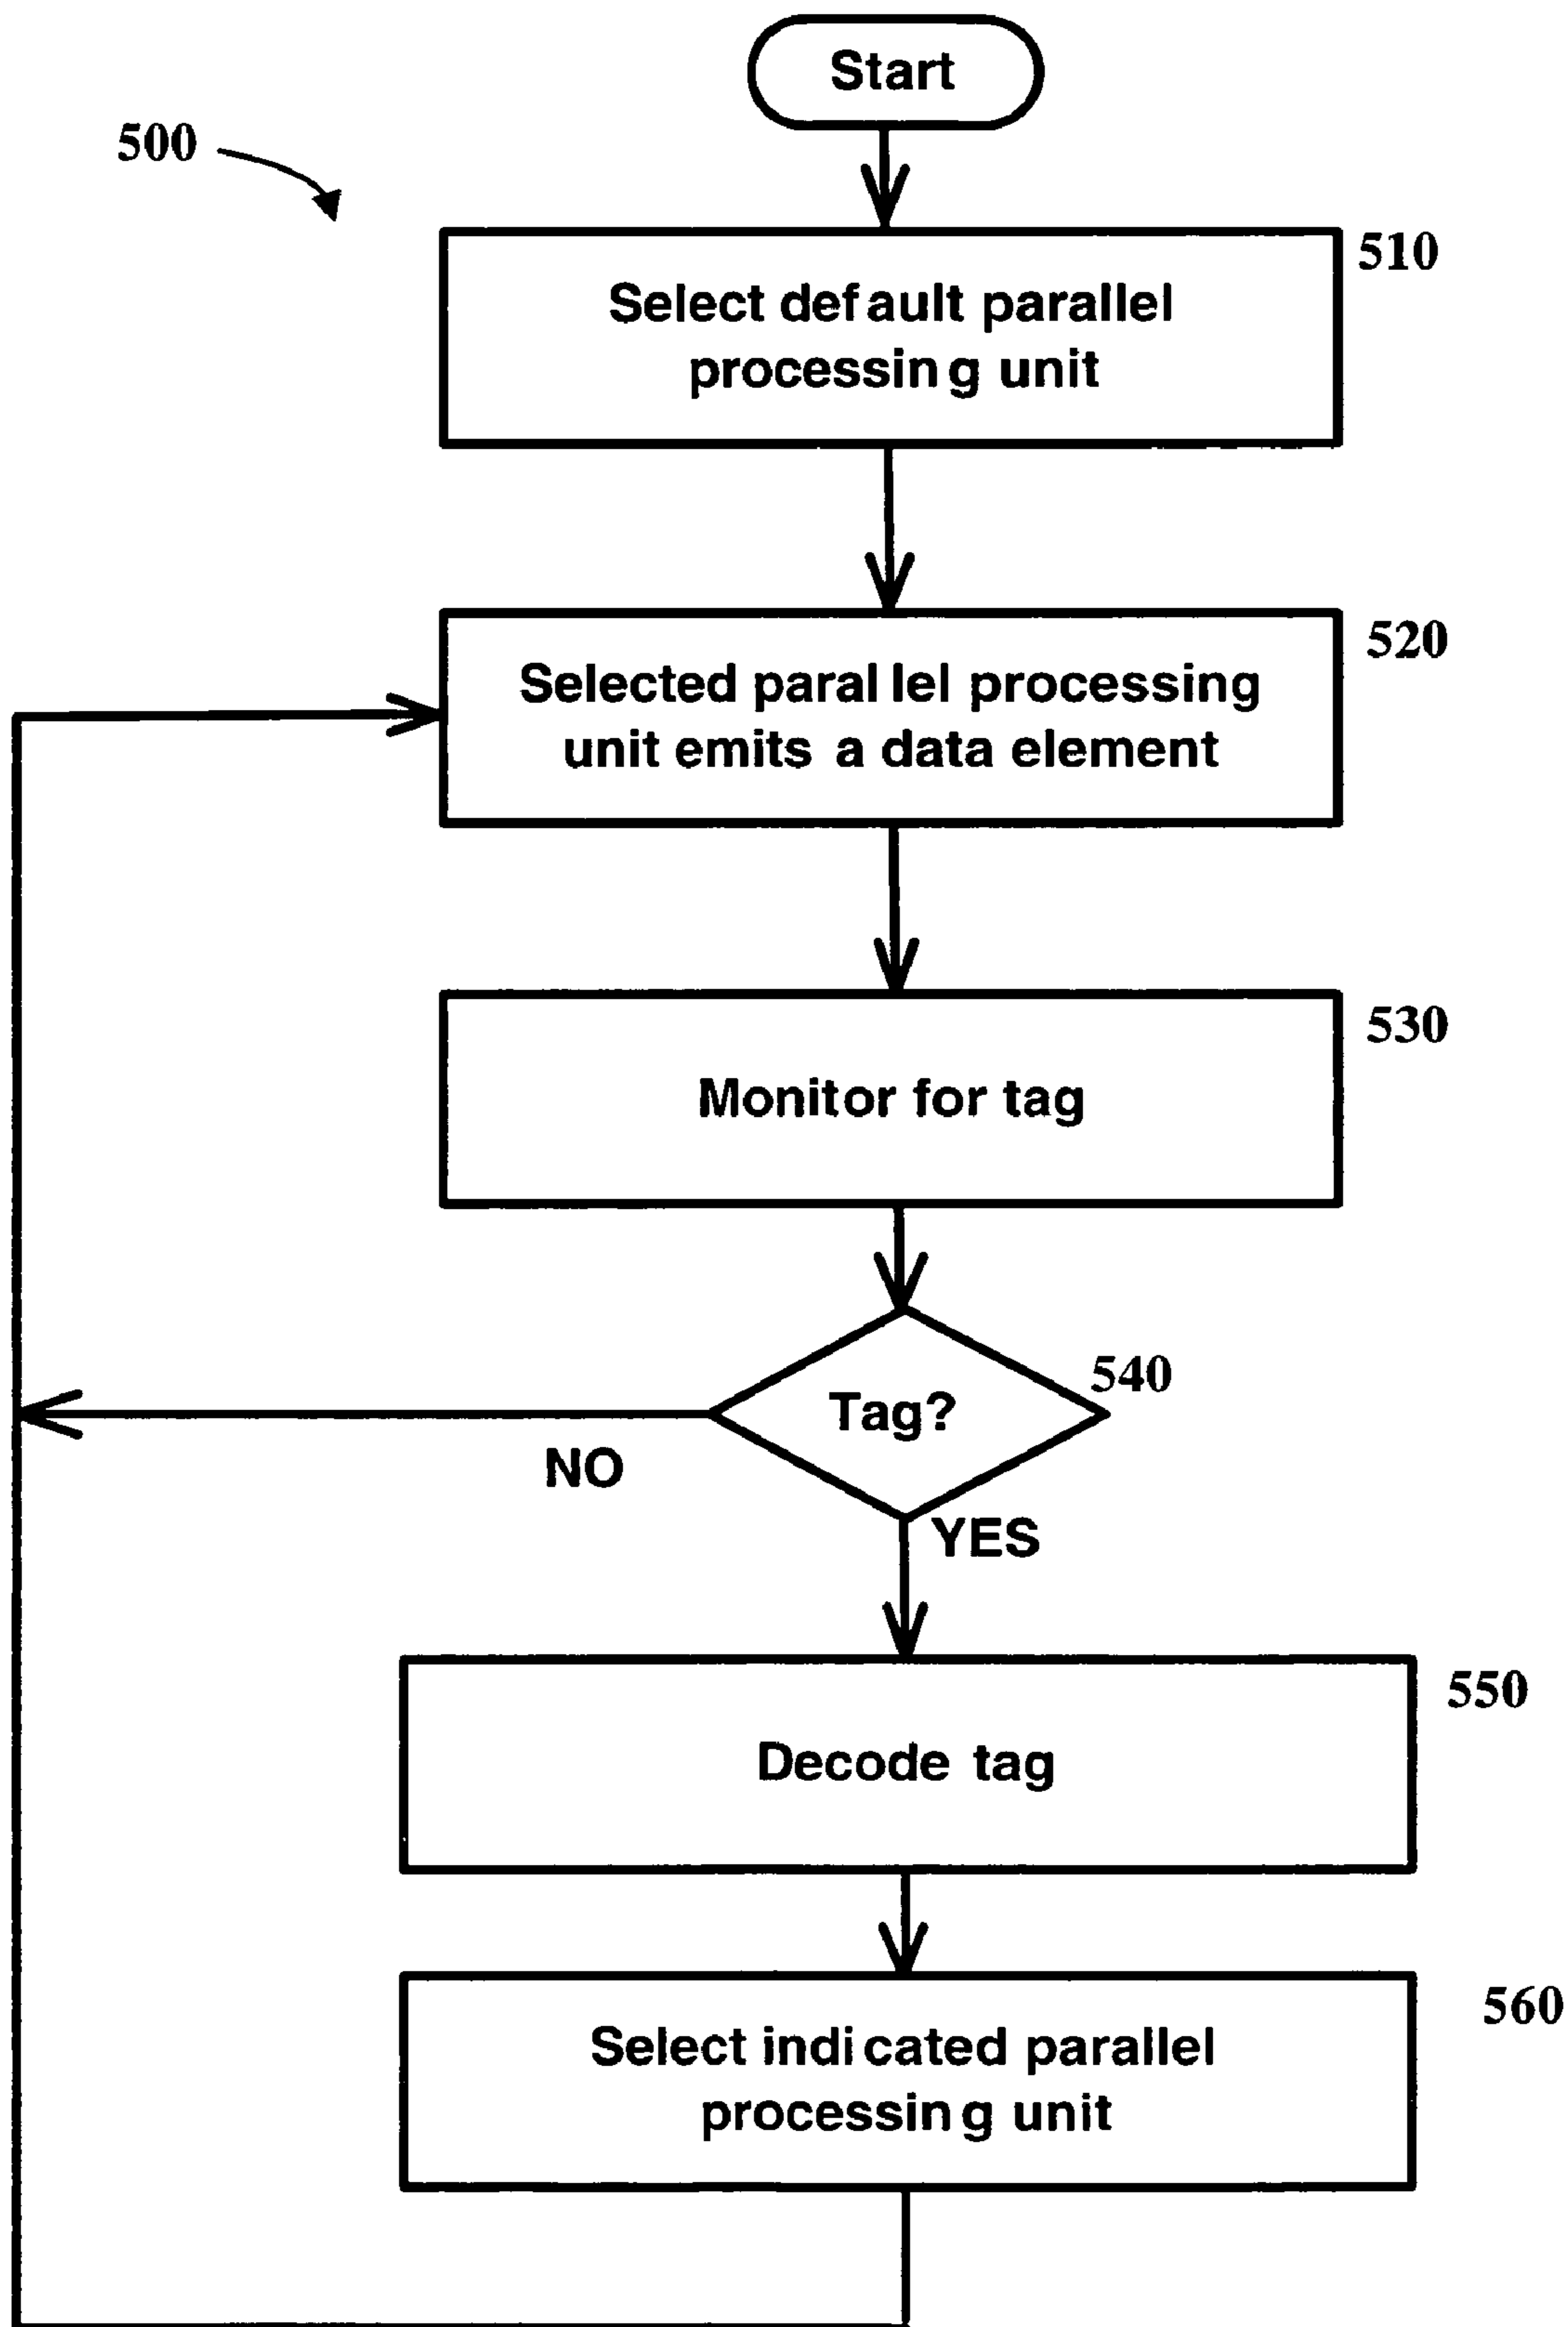 Start
500
510
Select default parallel
processing unit
520
Selected parallel processing
unit emits a data element
530
Monitor for tag
540
Tag?
NO
YES
550
Decode tag
560
Select indicated parallel
processing unit